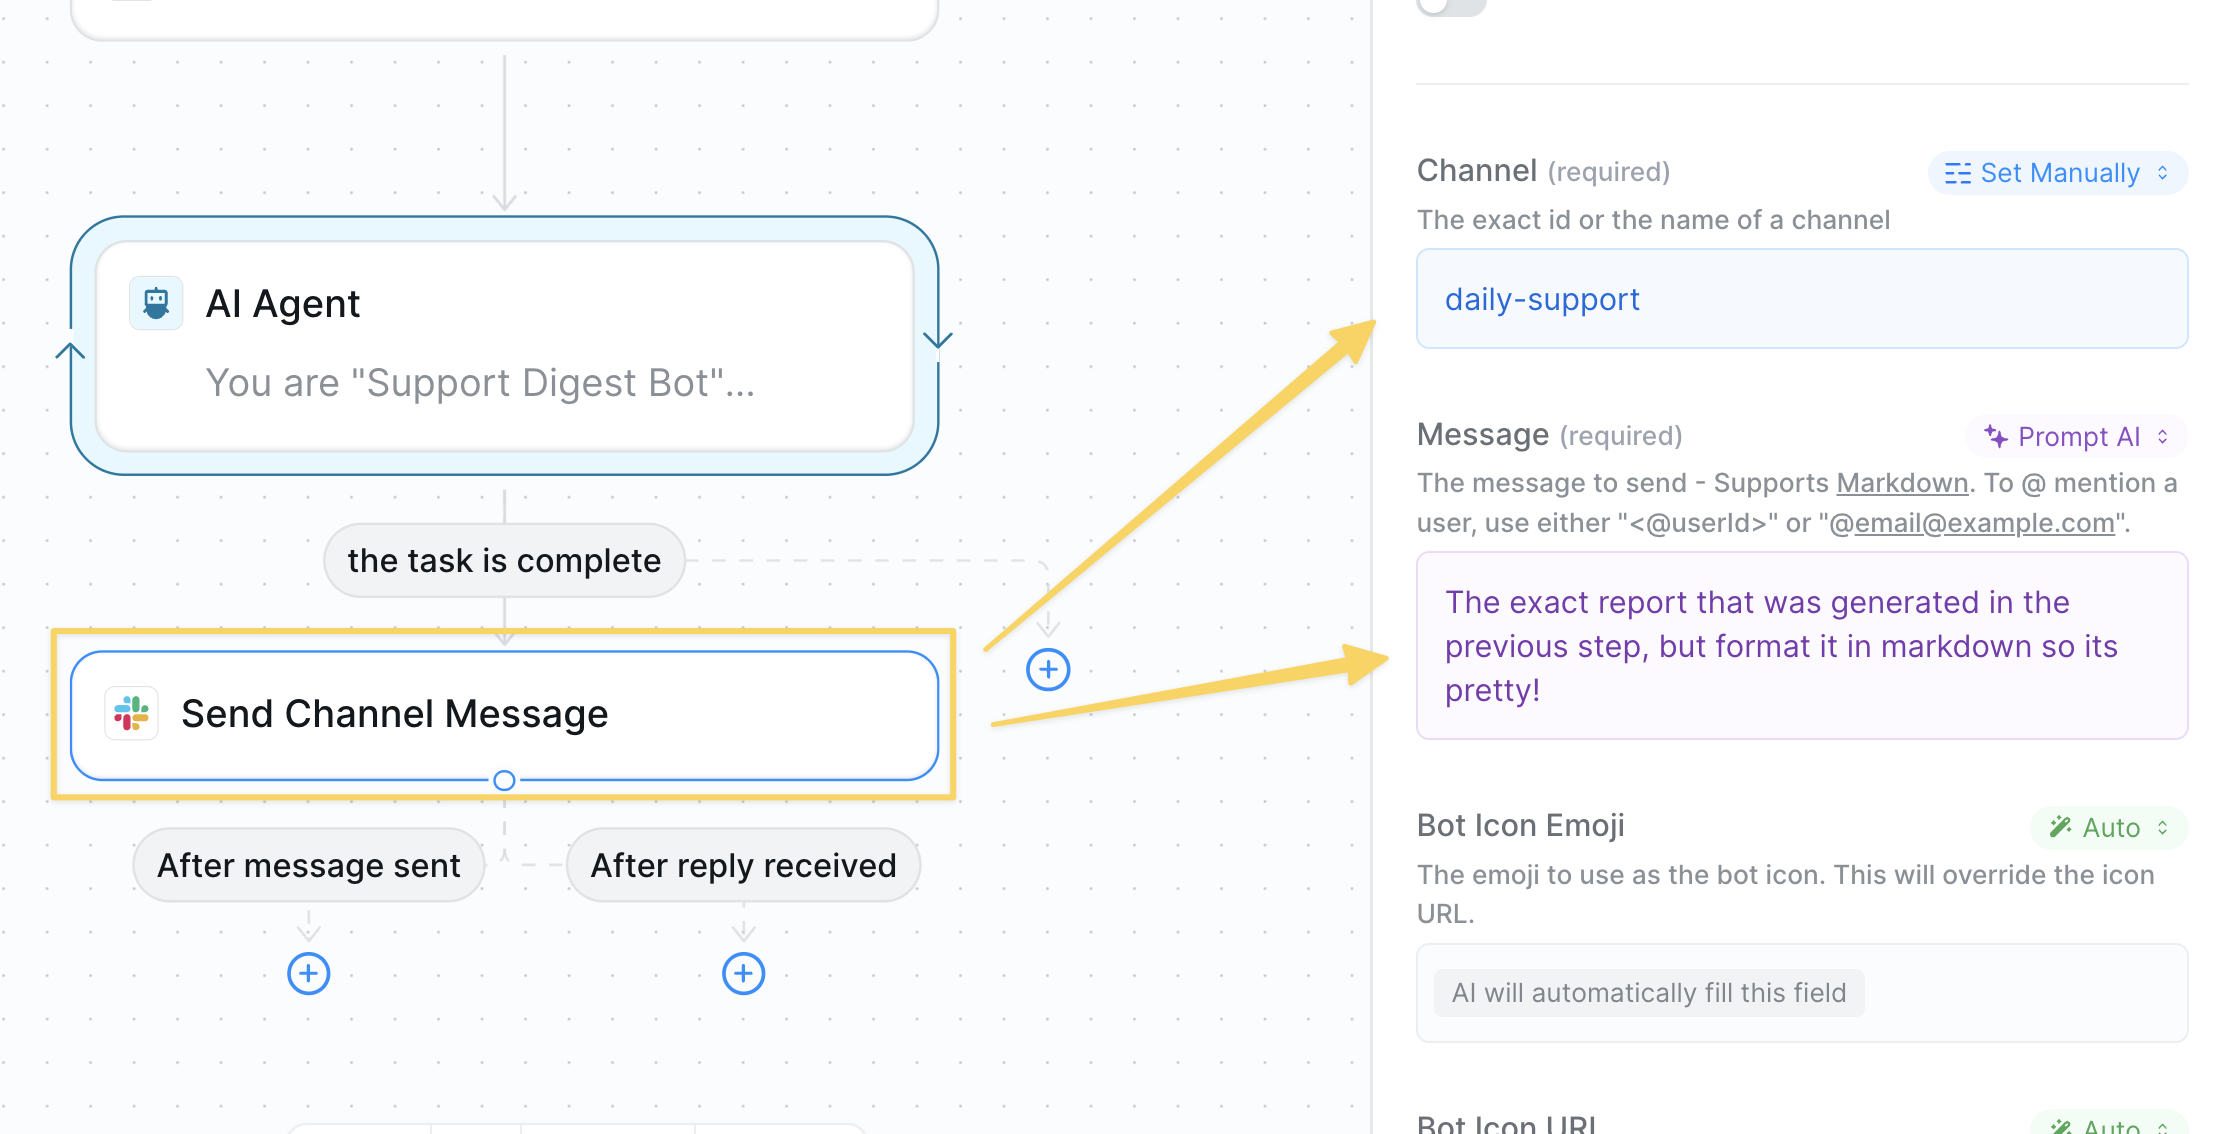 AI Agent
You are "Support Digest Bot"...
the task is complete
Send Channel Message
After message sent
After reply received
Channel (required)
Set Manually
The exact id or the name of a channel
daily-support
Message (required)
Prompt AI
The message to send - Supports Markdown. To @ mention a
user, use either "<@userId>" or "@email@example.com".
The exact report that was generated in the
previous step, but format it in markdown so its
pretty!
Bot Icon Emoji
Auto
The emoji to use as the bot icon. This will override the icon
URL.
AI will automatically fill this field
Bot Icon URL
Auto